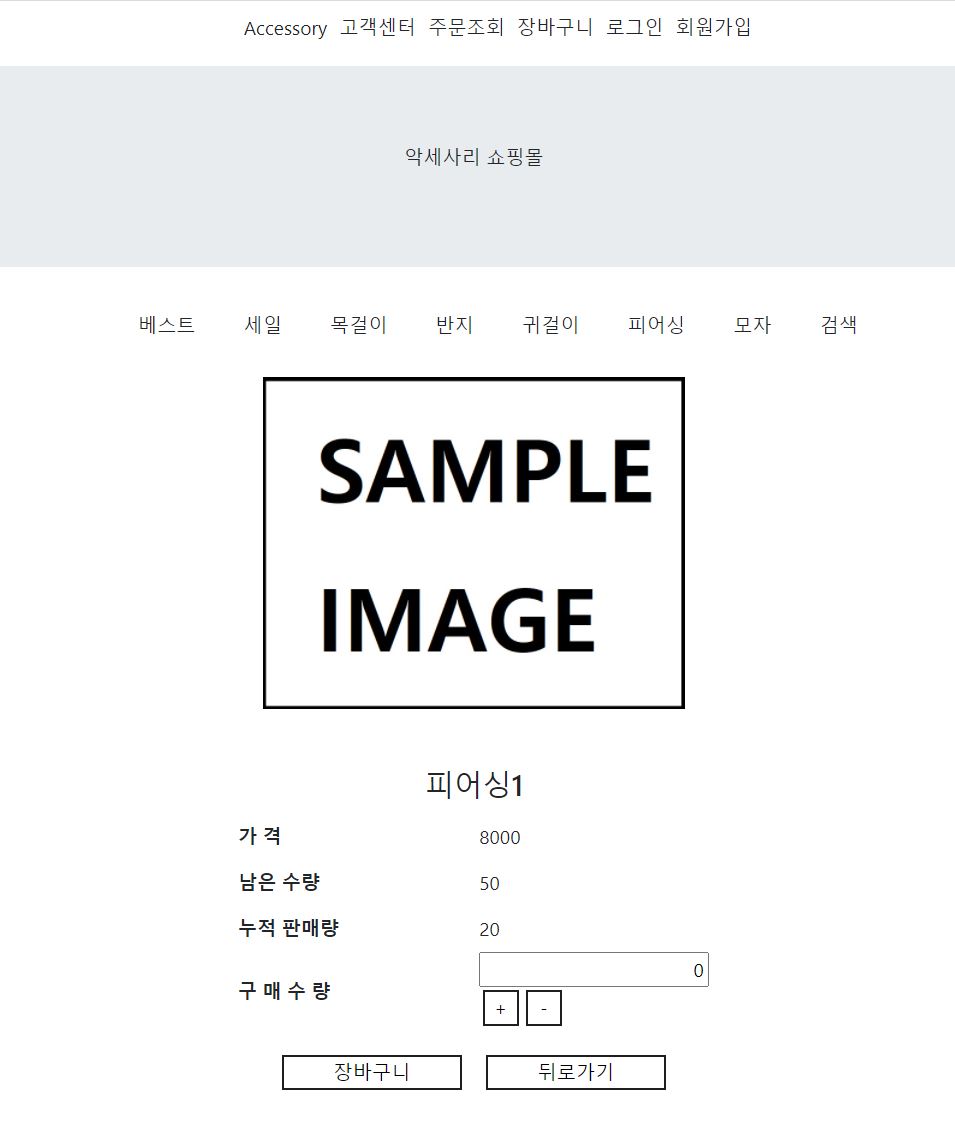 Accessory 고객센터 주문조회 장바구니 로그인 회원가입
악세사리 쇼핑몰
베스트 세일 목걸이 반지 귀걸이 피어싱 모자 검색
SAMPLE
IMAGE
피어싱1
가 격 8000
남은 수량 50
누적 판매량 20
구 매 수 량 0
+ -
장바구니 뒤로가기